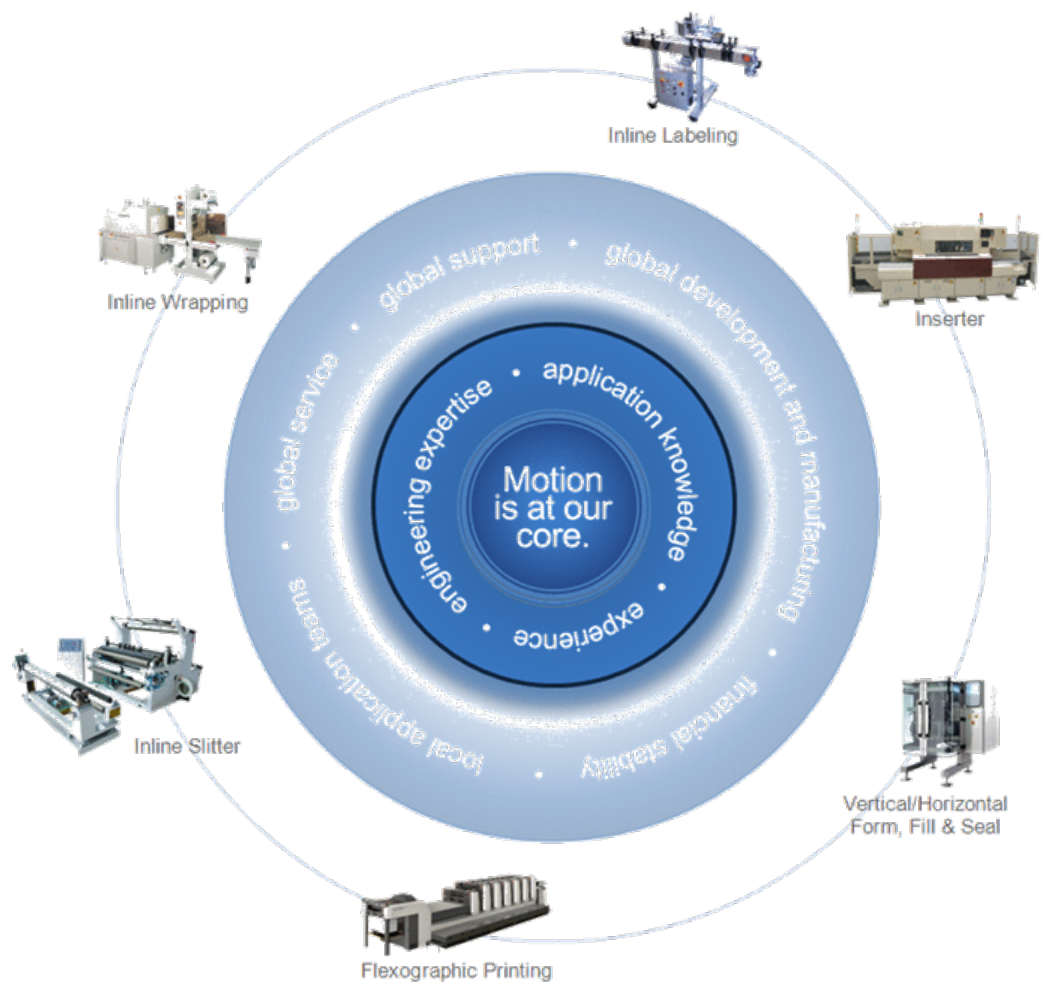 Inline Labeling
Inline Wrapping
Inserter
global support • global development and manufacturing • financial stability • local application teams • global service •
engineering expertise • application knowledge • experience •
Motion
is at our
core.
Inline Slitter
Vertical/Horizontal
Form, Fill & Seal
Flexographic Printing